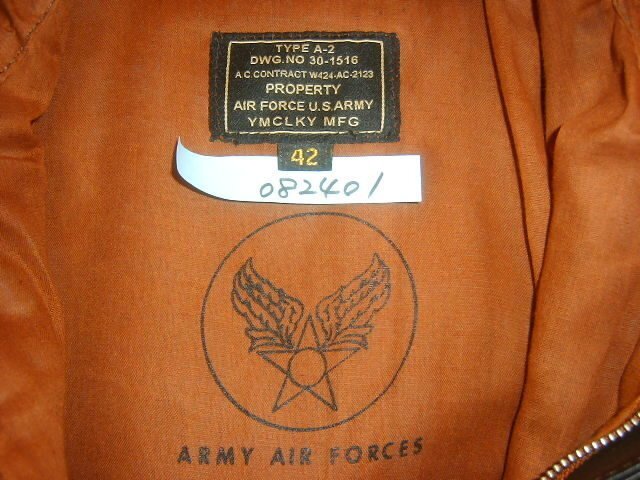 TYPE A-2
DWG.NO 30-1516
A C. CONTRACT W424-AC-2123
PROPERTY
AIR FORCE U.S.ARMY
YMCLKY MFG
42
082401
ARMY AIR FORCES